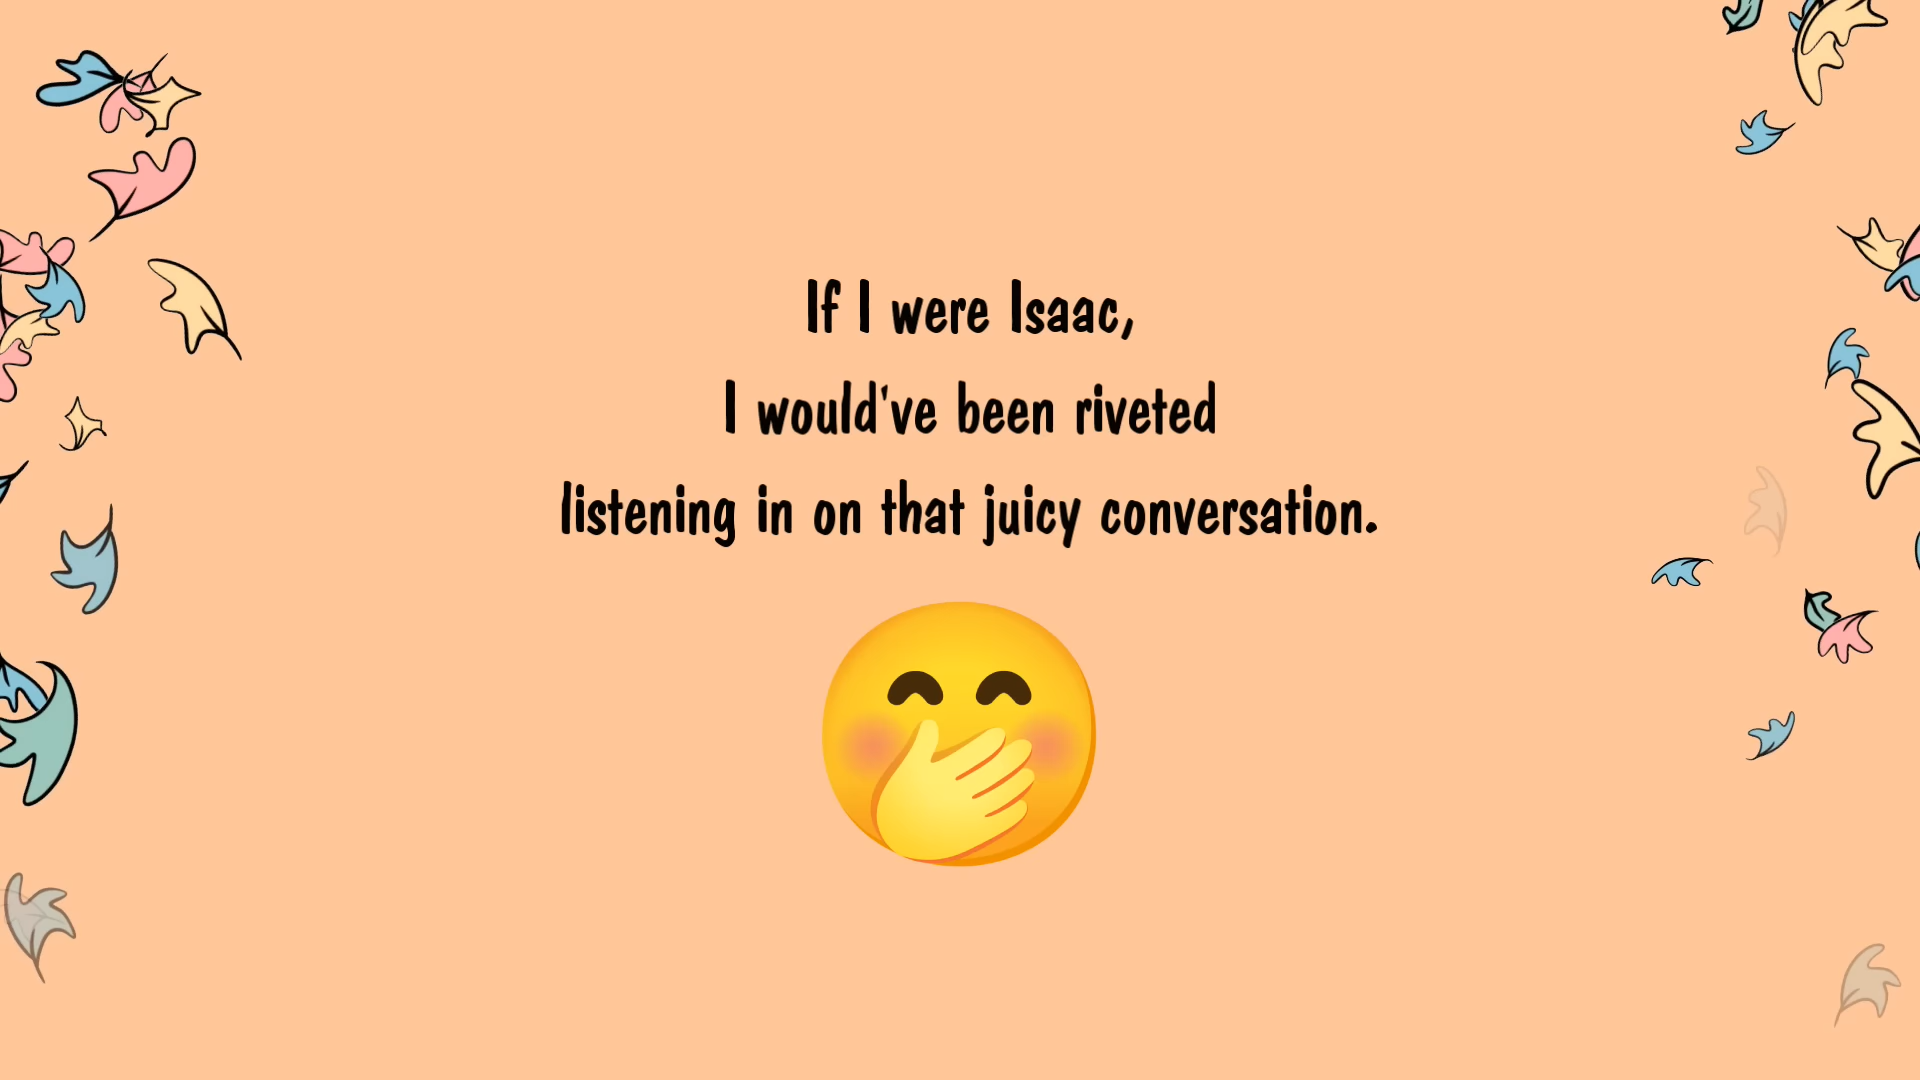 If I were Isaac,
I would've been riveted
listening in on that juicy conversation.